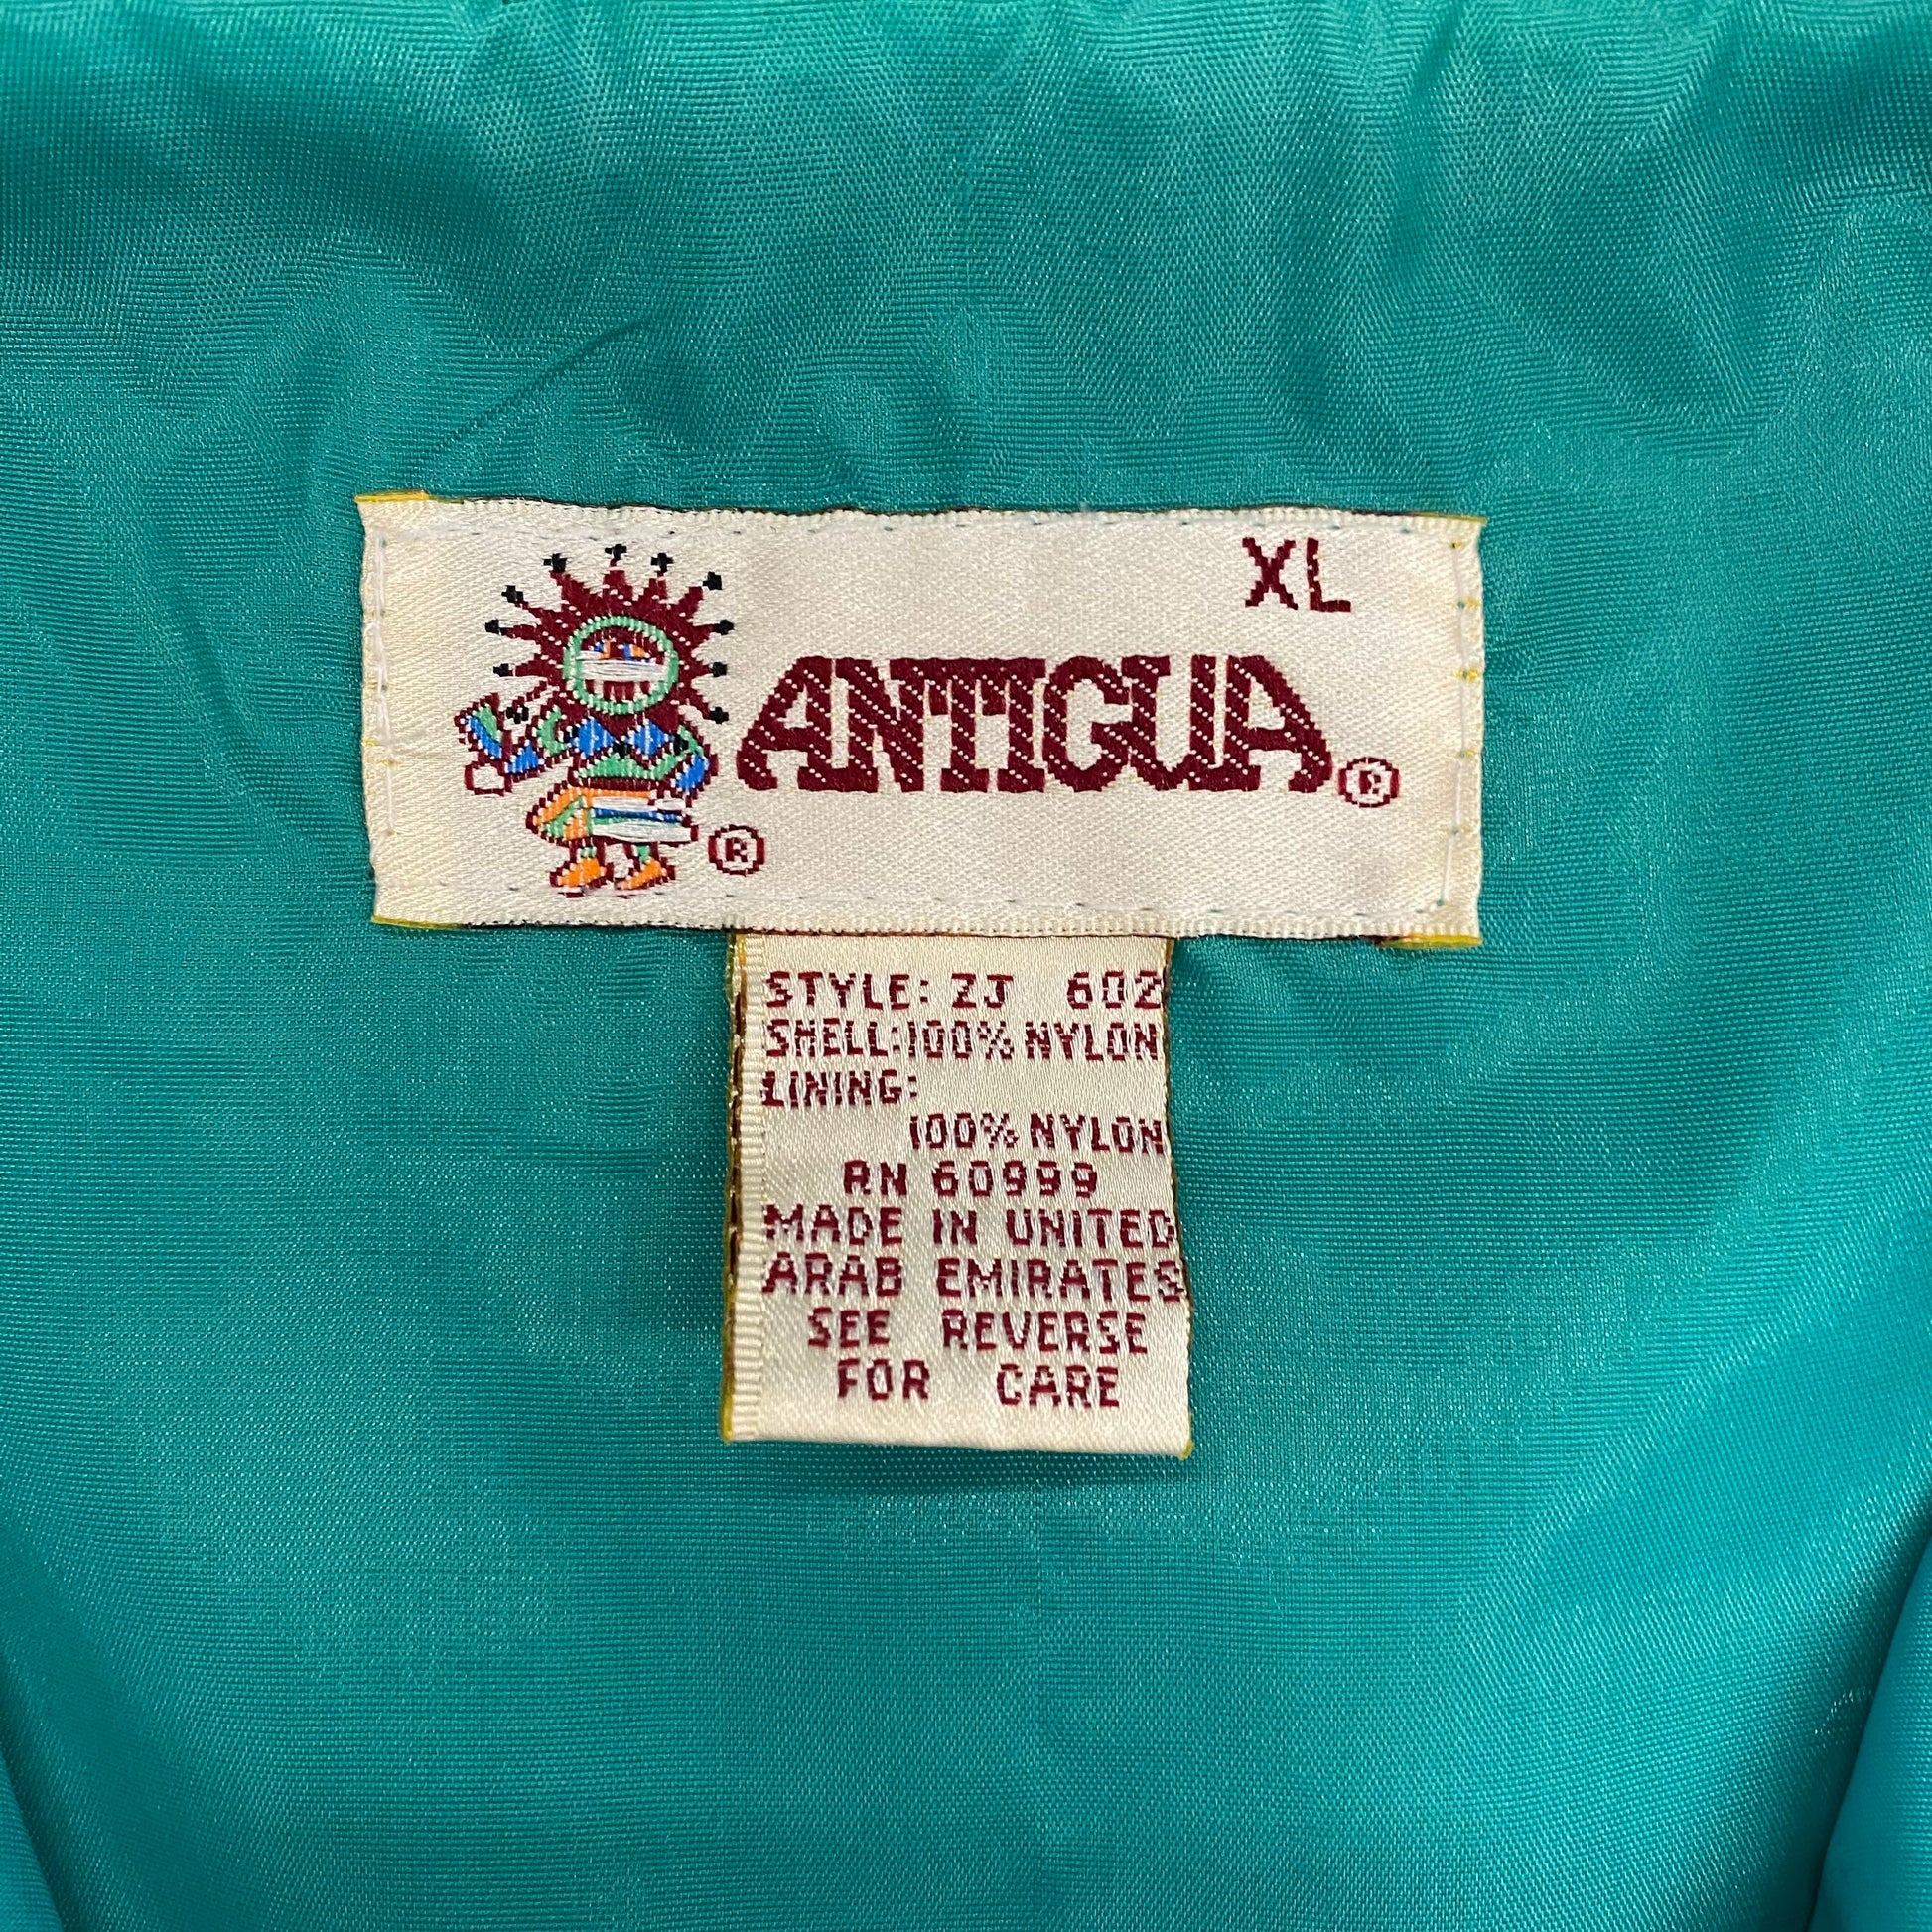 XL
ANTIGUA®
®
STYLE: ZJ 602
SHELL:100% NYLON
LINING:
100% NYLON
RN 60999
MADE IN UNITED
ARAB EMIRATES
SEE REVERSE
FOR CARE